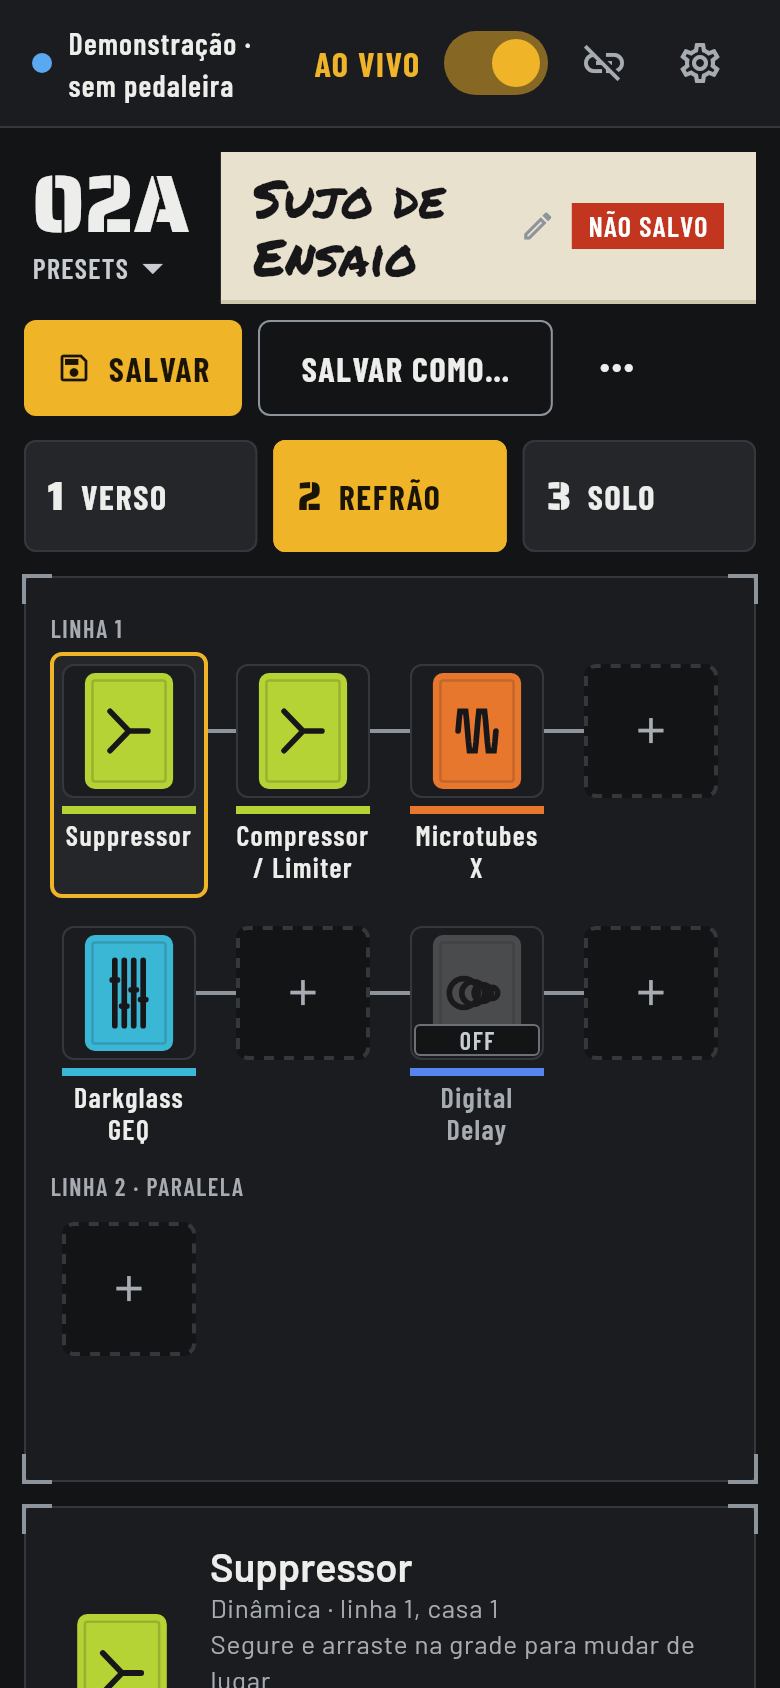 Demonstração ·
sem pedaleira
AO VIVO
02A
PRESETS
SUJO DE
ENSAIO
NÃO SALVO
SALVAR
SALVAR COMO...
1 VERSO
2 REFRÃO
3 SOLO
LINHA 1
Suppressor
Compressor
/ Limiter
Microtubes
X
OFF
Darkglass
GEQ
Digital
Delay
LINHA 2 · PARALELA
Suppressor
Dinâmica · linha 1, casa 1
Segure e arraste na grade para mudar de
lugar